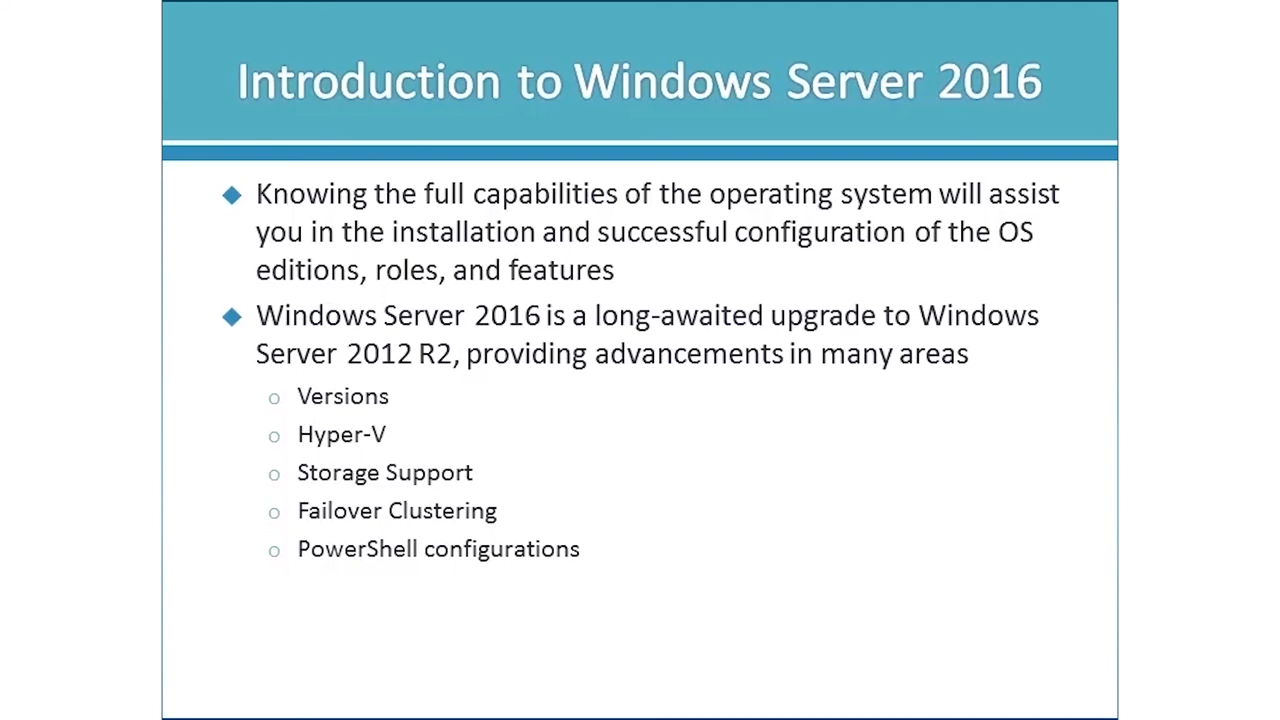 Introduction to Windows Server 2016
◆ Knowing the full capabilities of the operating system will assist
you in the installation and successful configuration of the OS
editions, roles, and features
◆ Windows Server 2016 is a long-awaited upgrade to Windows
Server 2012 R2, providing advancements in many areas
o Versions
o Hyper-V
o Storage Support
o Failover Clustering
o PowerShell configurations